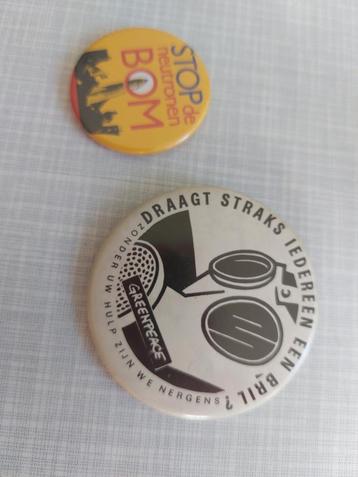 STOP de
neutronen
BOM
DRAAGT STRAKS IEDEREEN EEN BRIL?
GREENPEACE
ZONDER UW HULP ZIJN WE NERGENS